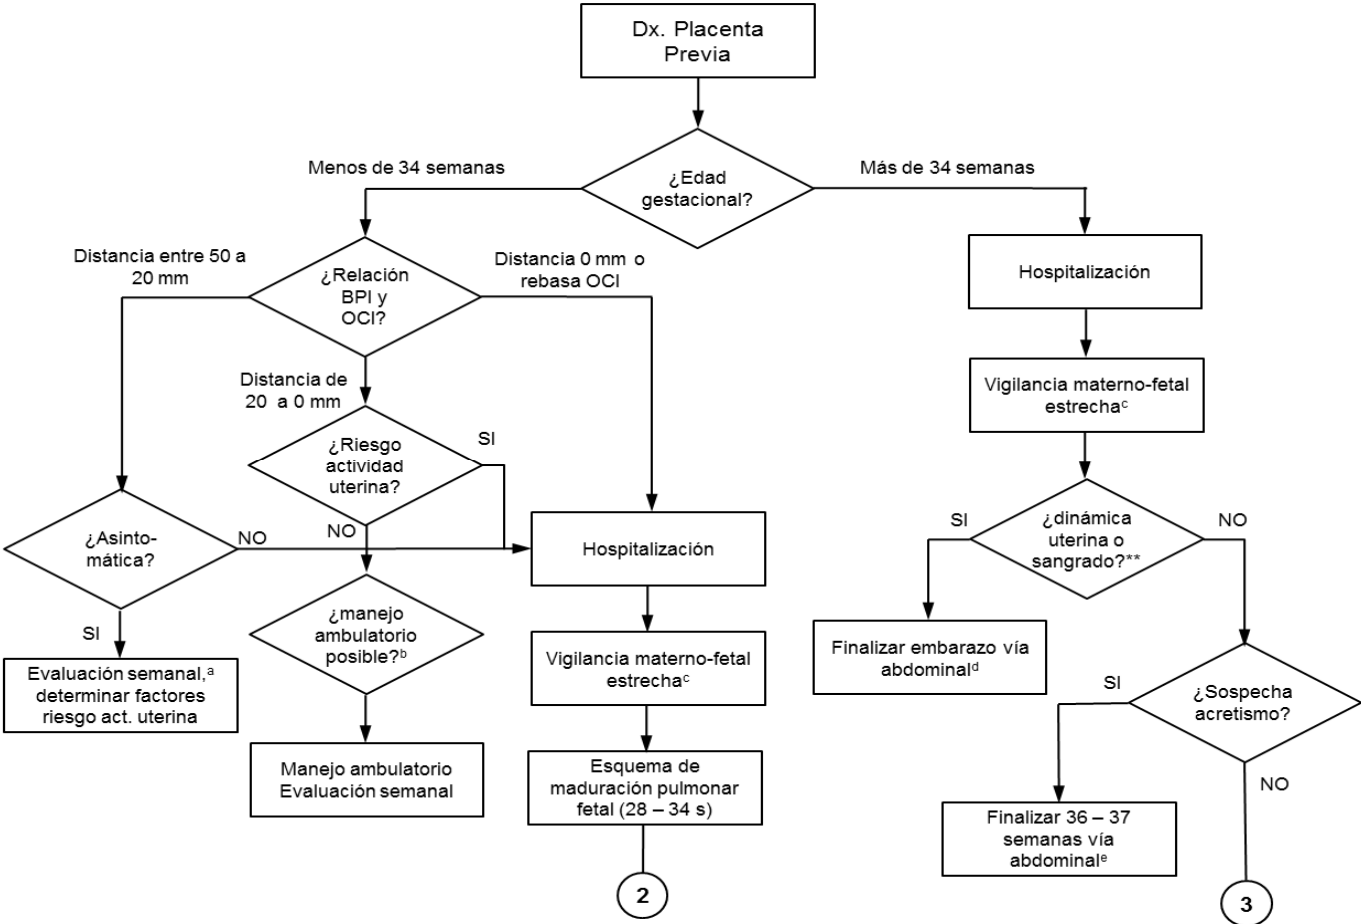 Dx. Placenta
Previa
¿Edad
gestacional?
Menos de 34 semanas
Más de 34 semanas
¿Relación
BPI y
OCI?
Distancia entre 50 a
20 mm
Distancia 0 mm o
rebasa OCI
Distancia de
20 a 0 mm
¿Riesgo
actividad
uterina?
SI
NO
¿Asinto-
mática?
NO
SI
Evaluación semanal,ᵃ
determinar factores
riesgo act. uterina
¿manejo
ambulatorio
posible?ᵇ
Manejo ambulatorio
Evaluación semanal
Hospitalización
Vigilancia materno-fetal
estrechaᶜ
Esquema de
maduración pulmonar
fetal (28 – 34 s)
2
Hospitalización
Vigilancia materno-fetal
estrechaᶜ
¿dinámica
uterina o
sangrado?**
SI
NO
Finalizar embarazo vía
abdominalᵈ
¿Sospecha
acretismo?
SI
NO
Finalizar 36 – 37
semanas vía
abdominalᵉ
3